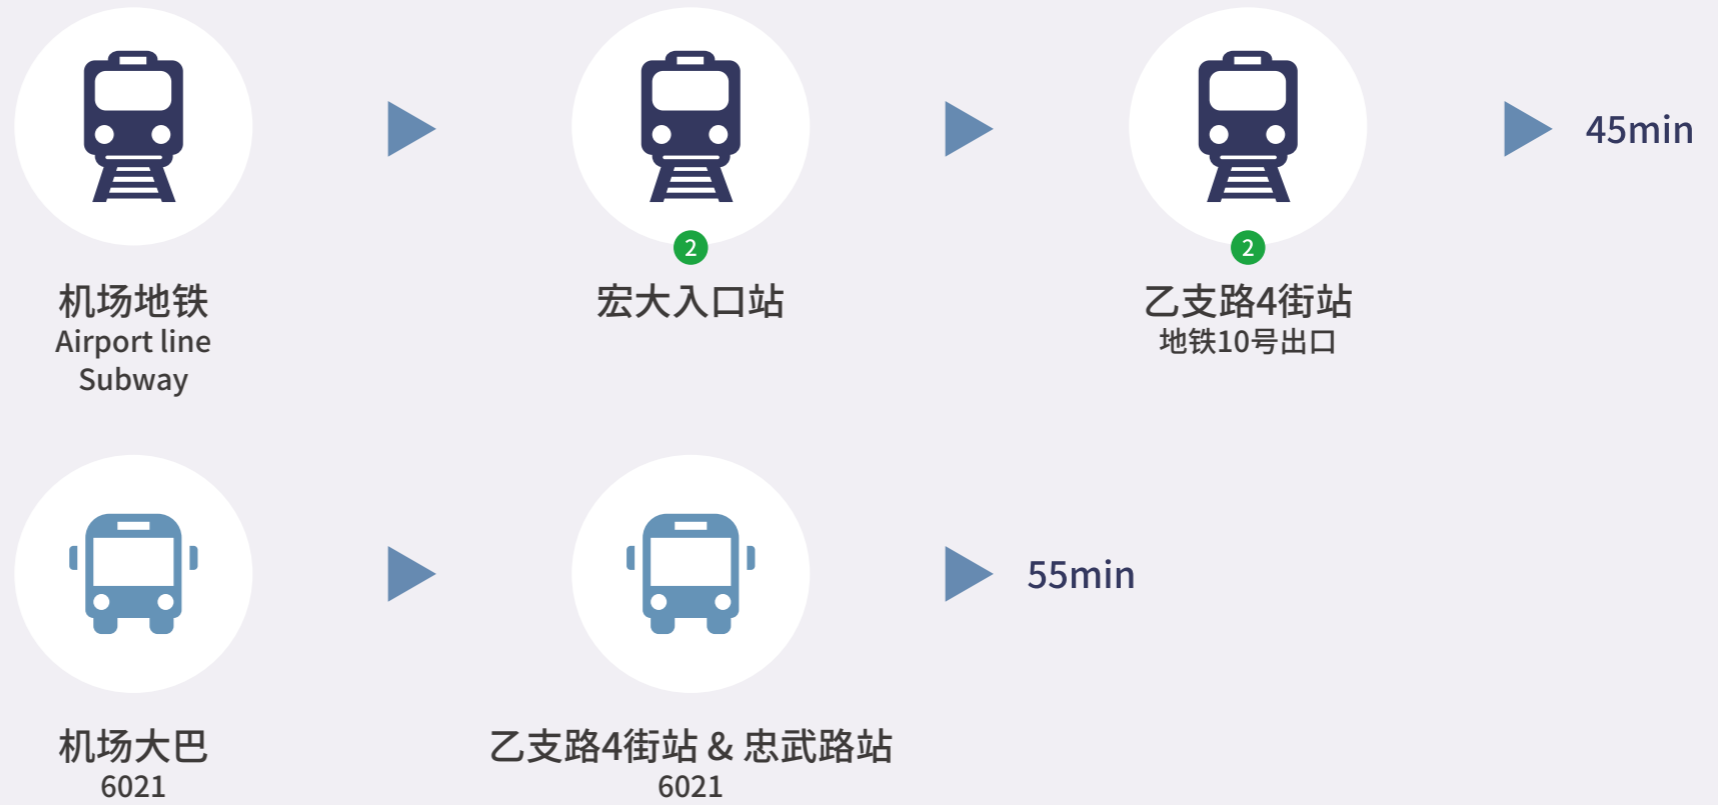 45min
2
2
机场地铁
Airport line
Subway
宏大入口站
乙支路4街站
地铁10号出口
55min
机场大巴
6021
乙支路4街站 & 忠武路站
6021